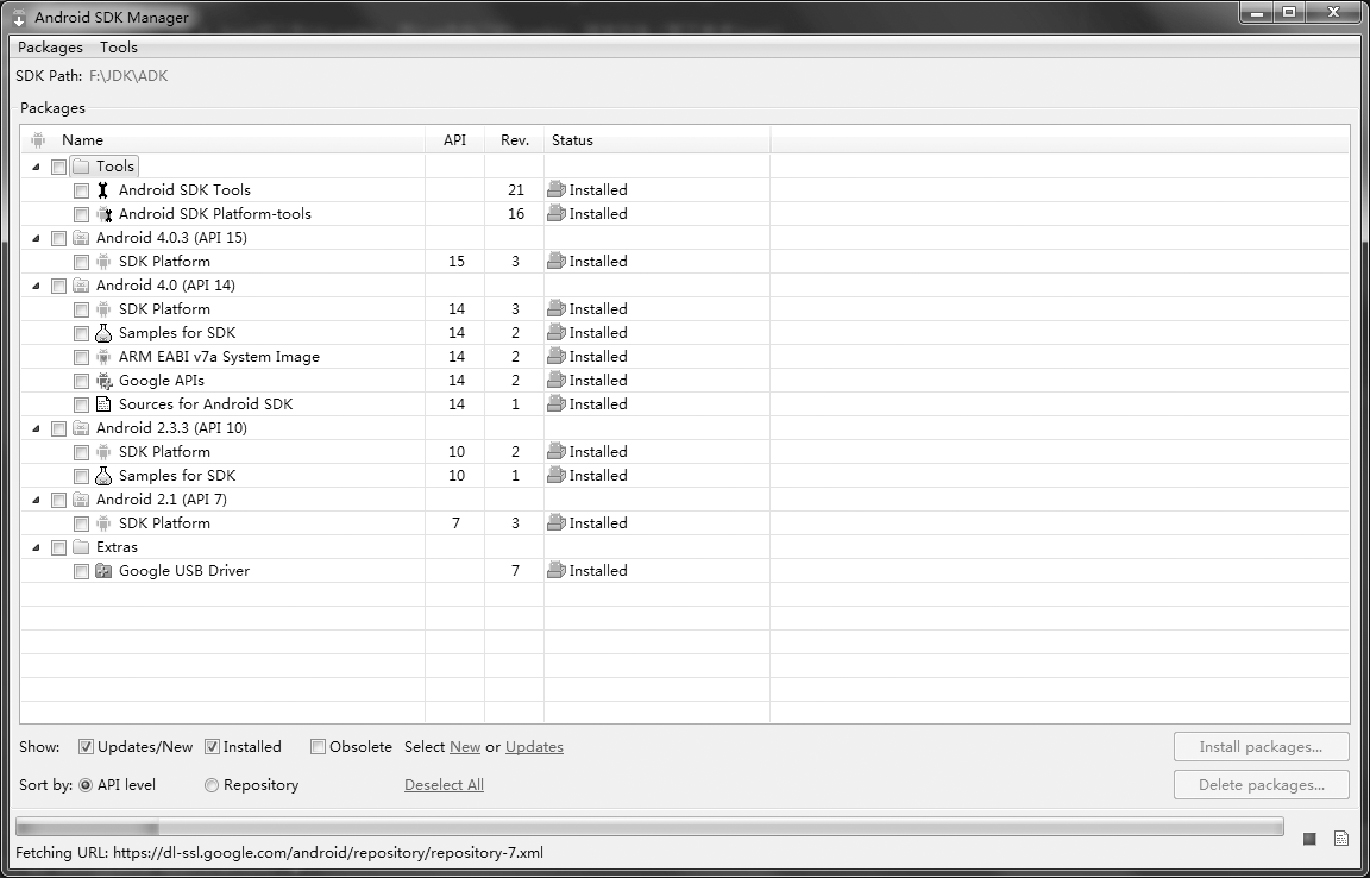 Android SDK Manager
Packages Tools
SDK Path: F:\JDK\ADK
Packages
Name API Rev. Status
Tools
Android SDK Tools 21 Installed
Android SDK Platform-tools 16 Installed
Android 4.0.3 (API 15)
SDK Platform 15 3 Installed
Android 4.0 (API 14)
SDK Platform 14 3 Installed
Samples for SDK 14 2 Installed
ARM EABI v7a System Image 14 2 Installed
Google APIs 14 2 Installed
Sources for Android SDK 14 1 Installed
Android 2.3.3 (API 10)
SDK Platform 10 2 Installed
Samples for SDK 10 1 Installed
Android 2.1 (API 7)
SDK Platform 7 3 Installed
Extras
Google USB Driver 7 Installed
Show: Updates/New Installed Obsolete Select New or Updates Install packages...
Sort by: API level Repository Deselect All Delete packages...
Fetching URL: https://dl-ssl.google.com/android/repository/repository-7.xml